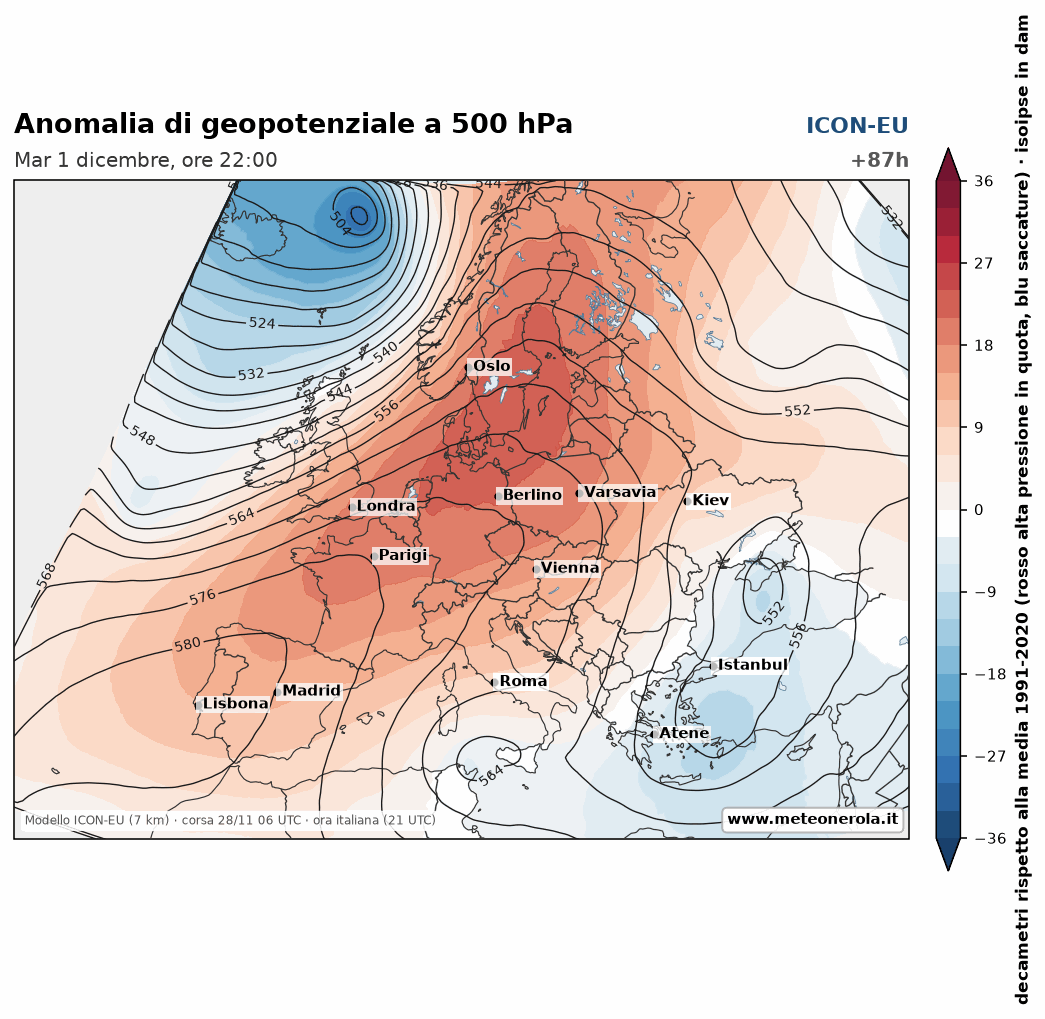 Anomalia di geopotenziale a 500 hPa
ICON-EU
Mar 1 dicembre, ore 22:00
+87h
536
544
504
532
524
540
532
544
556
552
548
564
568
576
580
552
556
564
Oslo
Londra
Berlino
Varsavia
Kiev
Parigi
Vienna
Istanbul
Roma
Madrid
Lisbona
Atene
Modello ICON-EU (7 km) · corsa 28/11 06 UTC · ora italiana (21 UTC)
www.meteonerola.it
36
27
18
9
0
−9
−18
−27
−36
decametri rispetto alla media 1991-2020 (rosso alta pressione in quota, blu saccature) · isoipse in dam